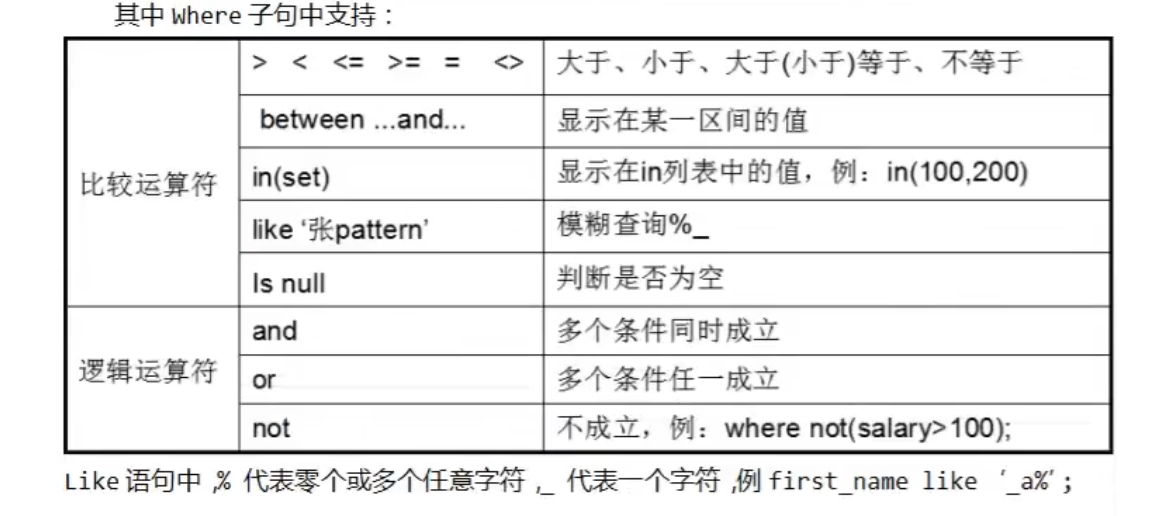 其中 Where 子句中支持：
比较运算符
> < <= >= = <> 大于、小于、大于(小于)等于、不等于
between ...and... 显示在某一区间的值
in(set) 显示在in列表中的值，例：in(100,200)
like ‘张pattern’ 模糊查询%_
Is null 判断是否为空
逻辑运算符
and 多个条件同时成立
or 多个条件任一成立
not 不成立，例：where not(salary>100);
Like 语句中 ,% 代表零个或多个任意字符 ,_ 代表一个字符 ,例 first_name like ‘_a%’;